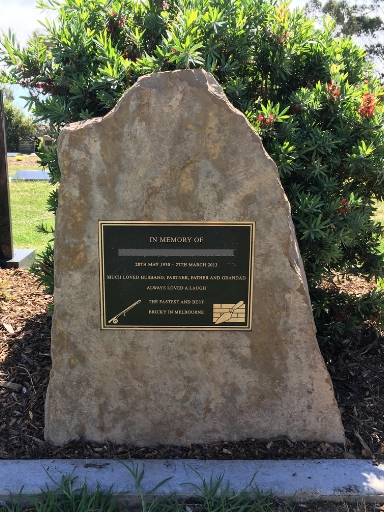 IN MEMORY OF
28TH MAY 1950 - 27TH MARCH 2013
MUCH LOVED HUSBAND, PARTNER, FATHER AND GRANDAD
ALWAYS LOVED A LAUGH
THE FASTEST AND BEST
BRICKY IN MELBOURNE